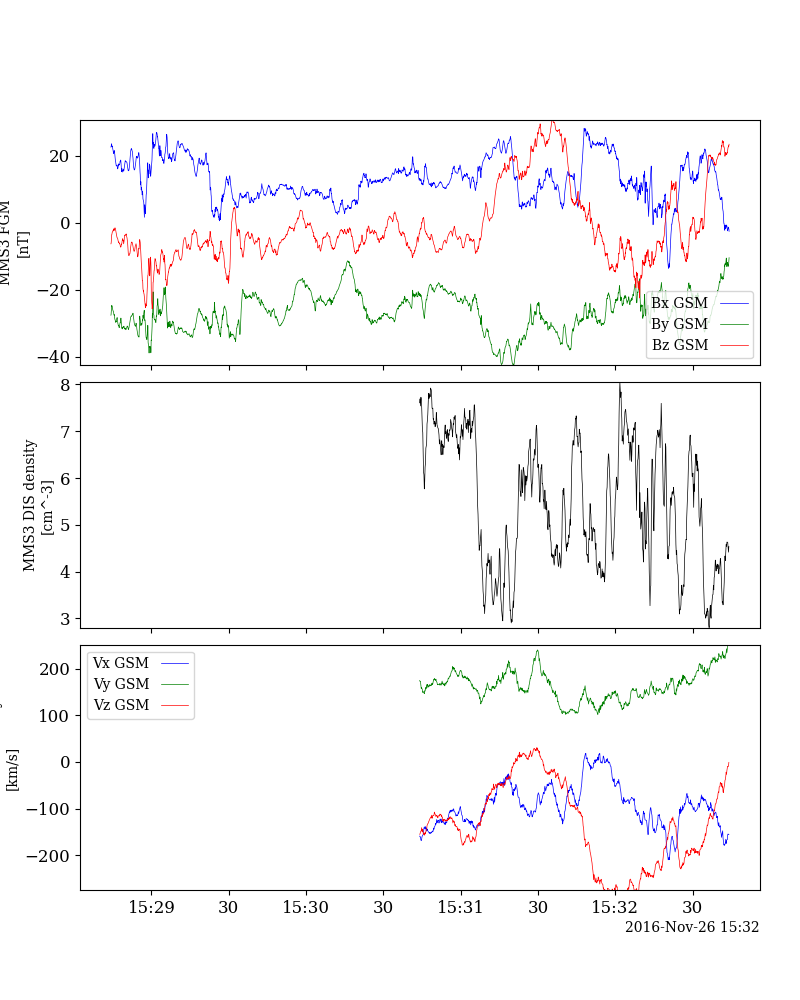 20
0
−20
−40
MMS3 FGM
[nT]
Bx GSM
By GSM
Bz GSM
8
7
6
5
4
3
MMS3 DIS density
[cm^-3]
Vx GSM
Vy GSM
Vz GSM
200
100
0
−100
−200
[km/s]
15:29
30
15:30
30
15:31
30
15:32
30
2016-Nov-26 15:32